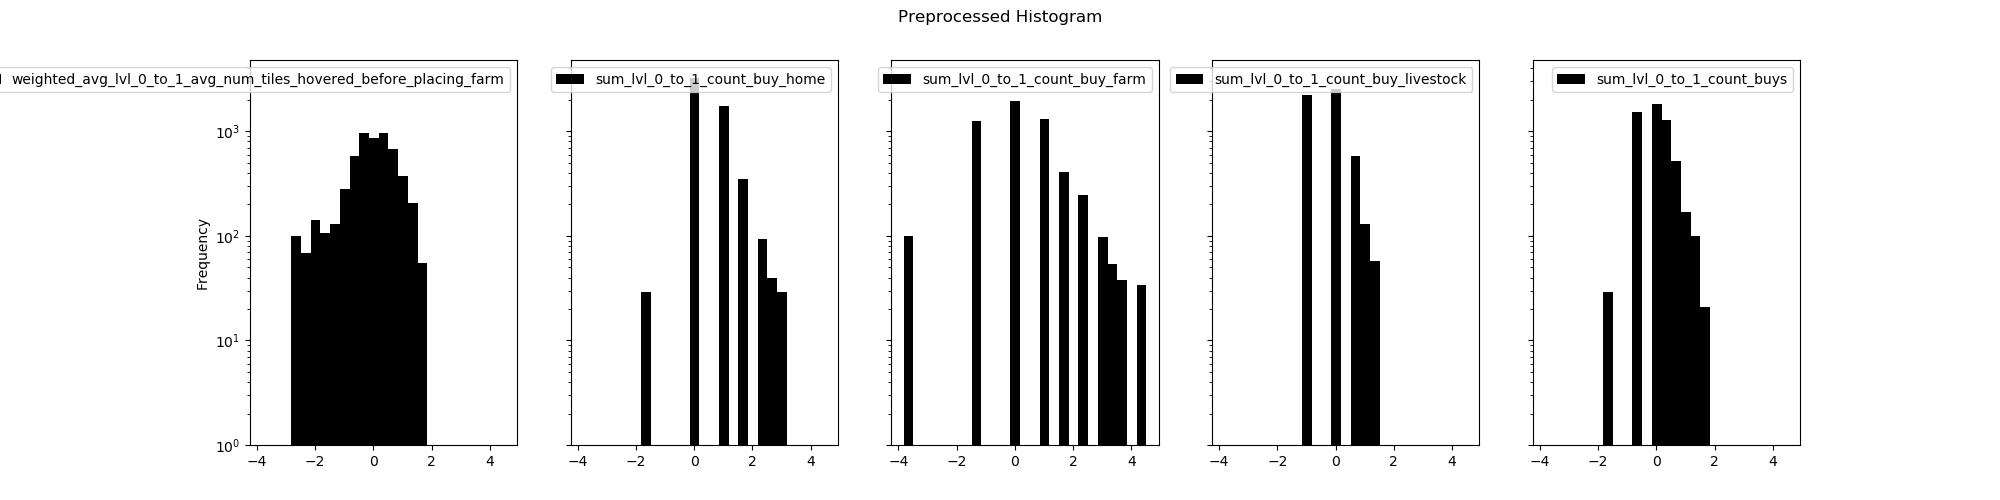 Preprocessed Histogram
weighted_avg_lvl_0_to_1_avg_num_tiles_hovered_before_placing_farm
sum_lvl_0_to_1_count_buy_home
sum_lvl_0_to_1_count_buy_farm
sum_lvl_0_to_1_count_buy_livestock
sum_lvl_0_to_1_count_buys
Frequency
10³
10²
10¹
10⁰
−4 −2 0 2 4
−4 −2 0 2 4
−4 −2 0 2 4
−4 −2 0 2 4
−4 −2 0 2 4